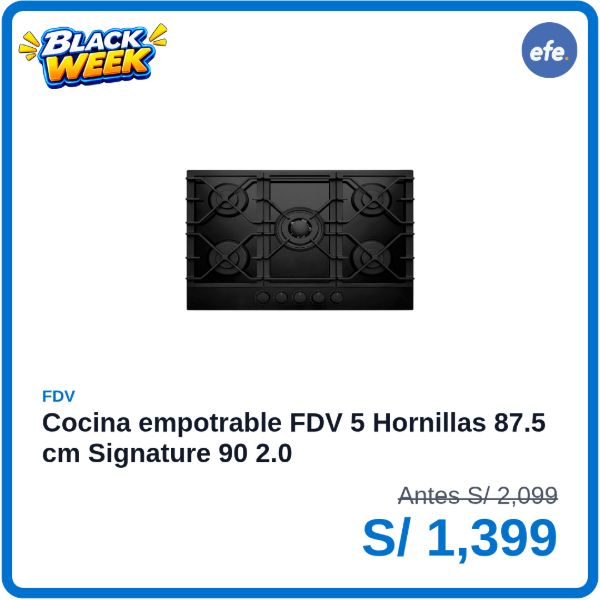 BLACK
WEEK
efe.
FDV
Cocina empotrable FDV 5 Hornillas 87.5
cm Signature 90 2.0
Antes S/ 2,099
S/ 1,399